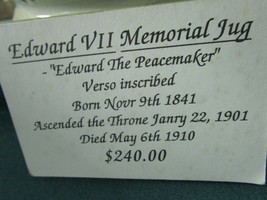 Edward VII Memorial Jug
- "Edward The Peacemaker"
Verso inscribed
Born Novr 9th 1841
Ascended the Throne Janry 22, 1901
Died May 6th 1910
$240.00